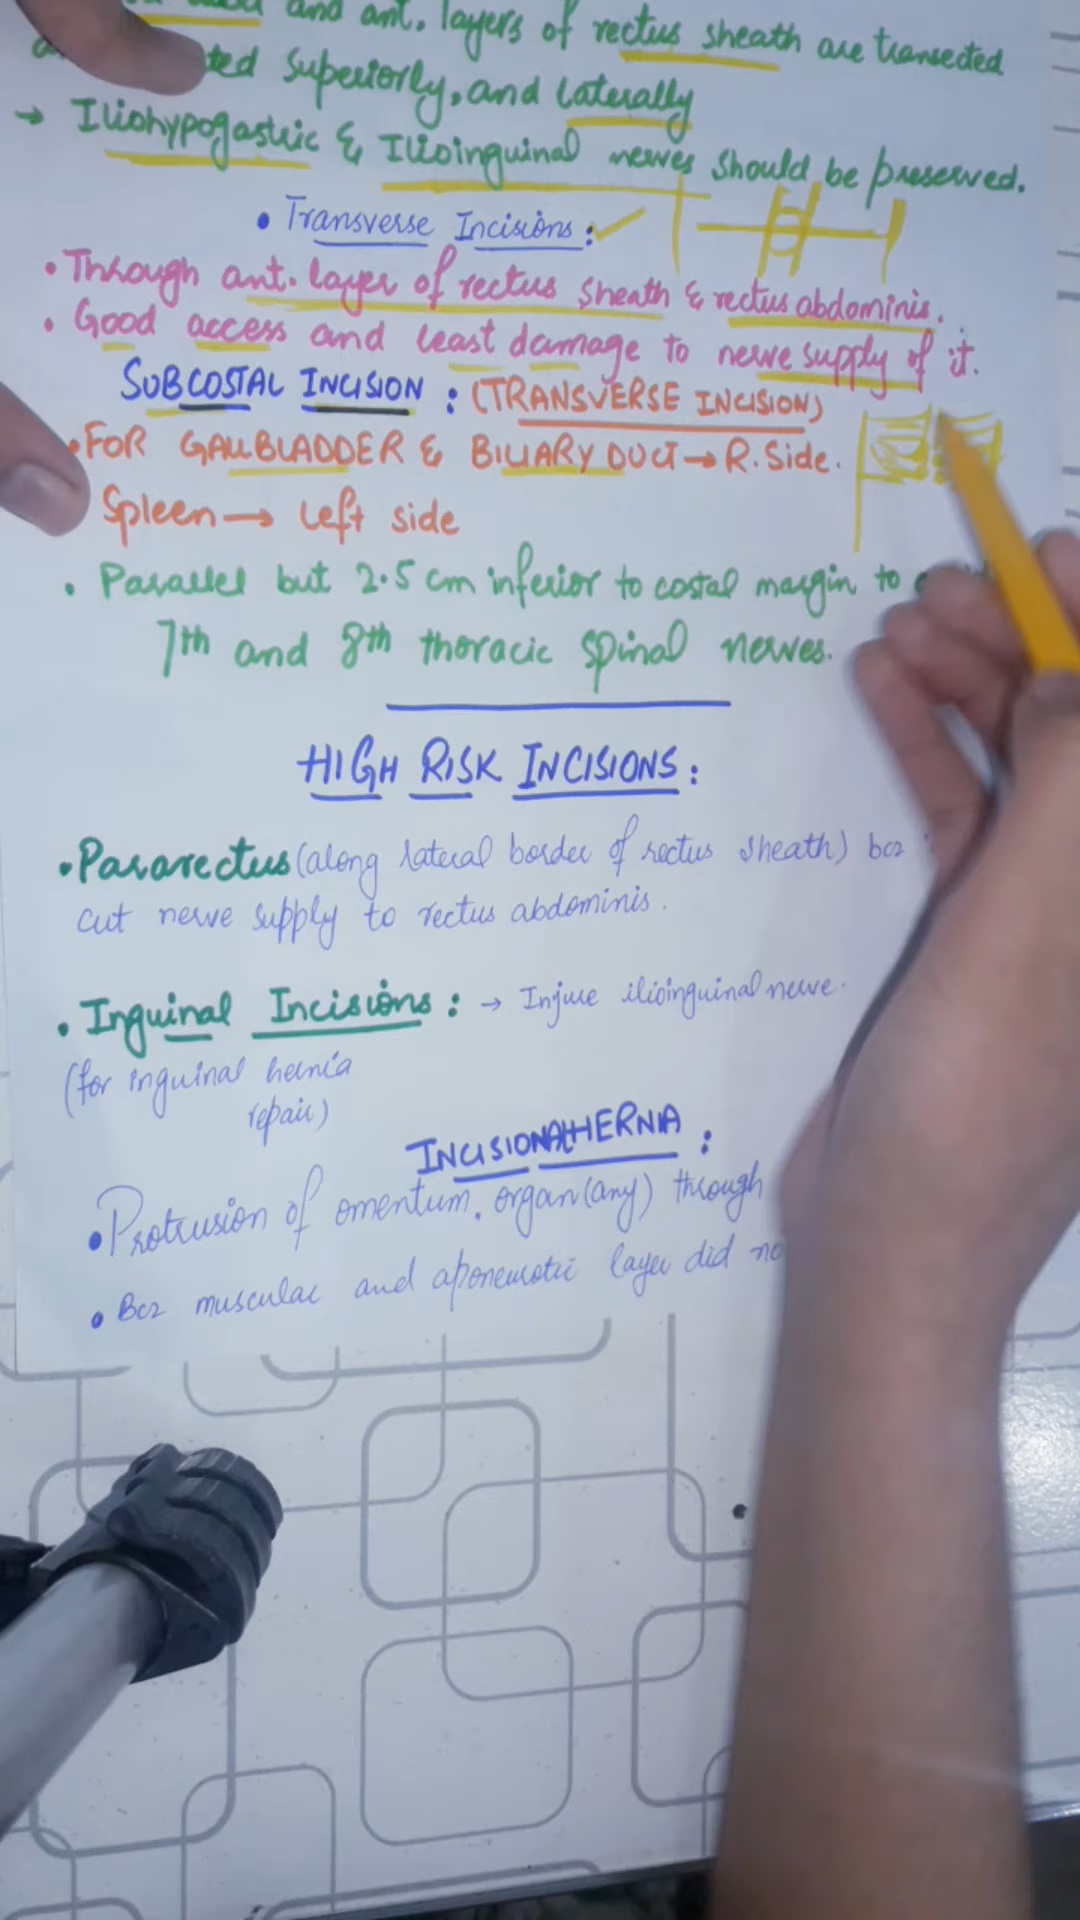 and ant. layers of rectus sheath are transected
superiorly, and laterally
→ Iliohypogastric & Ilioinguinal nerves should be preserved.
• Transverse Incisions:
• Through ant. layer of rectus sheath & rectus abdominis.
• Good access and least damage to nerve supply of it.
SUBCOSTAL INCISION : (TRANSVERSE INCISION)
• FOR GALLBLADDER & BILIARY DUCT → R. Side.
Spleen → left side
• Parallel but 2.5 cm inferior to costal margin to
7th and 8th thoracic spinal nerves.
HIGH RISK INCISIONS:
• Pararectus (along lateral border of rectus sheath) bcz
cut nerve supply to rectus abdominis.
• Inguinal Incisions: → Injure ilioinguinal nerve.
(for inguinal hernia
repair)
INCISIONAL HERNIA :
• Protrusion of omentum, organ (any) through
• Bcz muscular and aponeurotic layer did